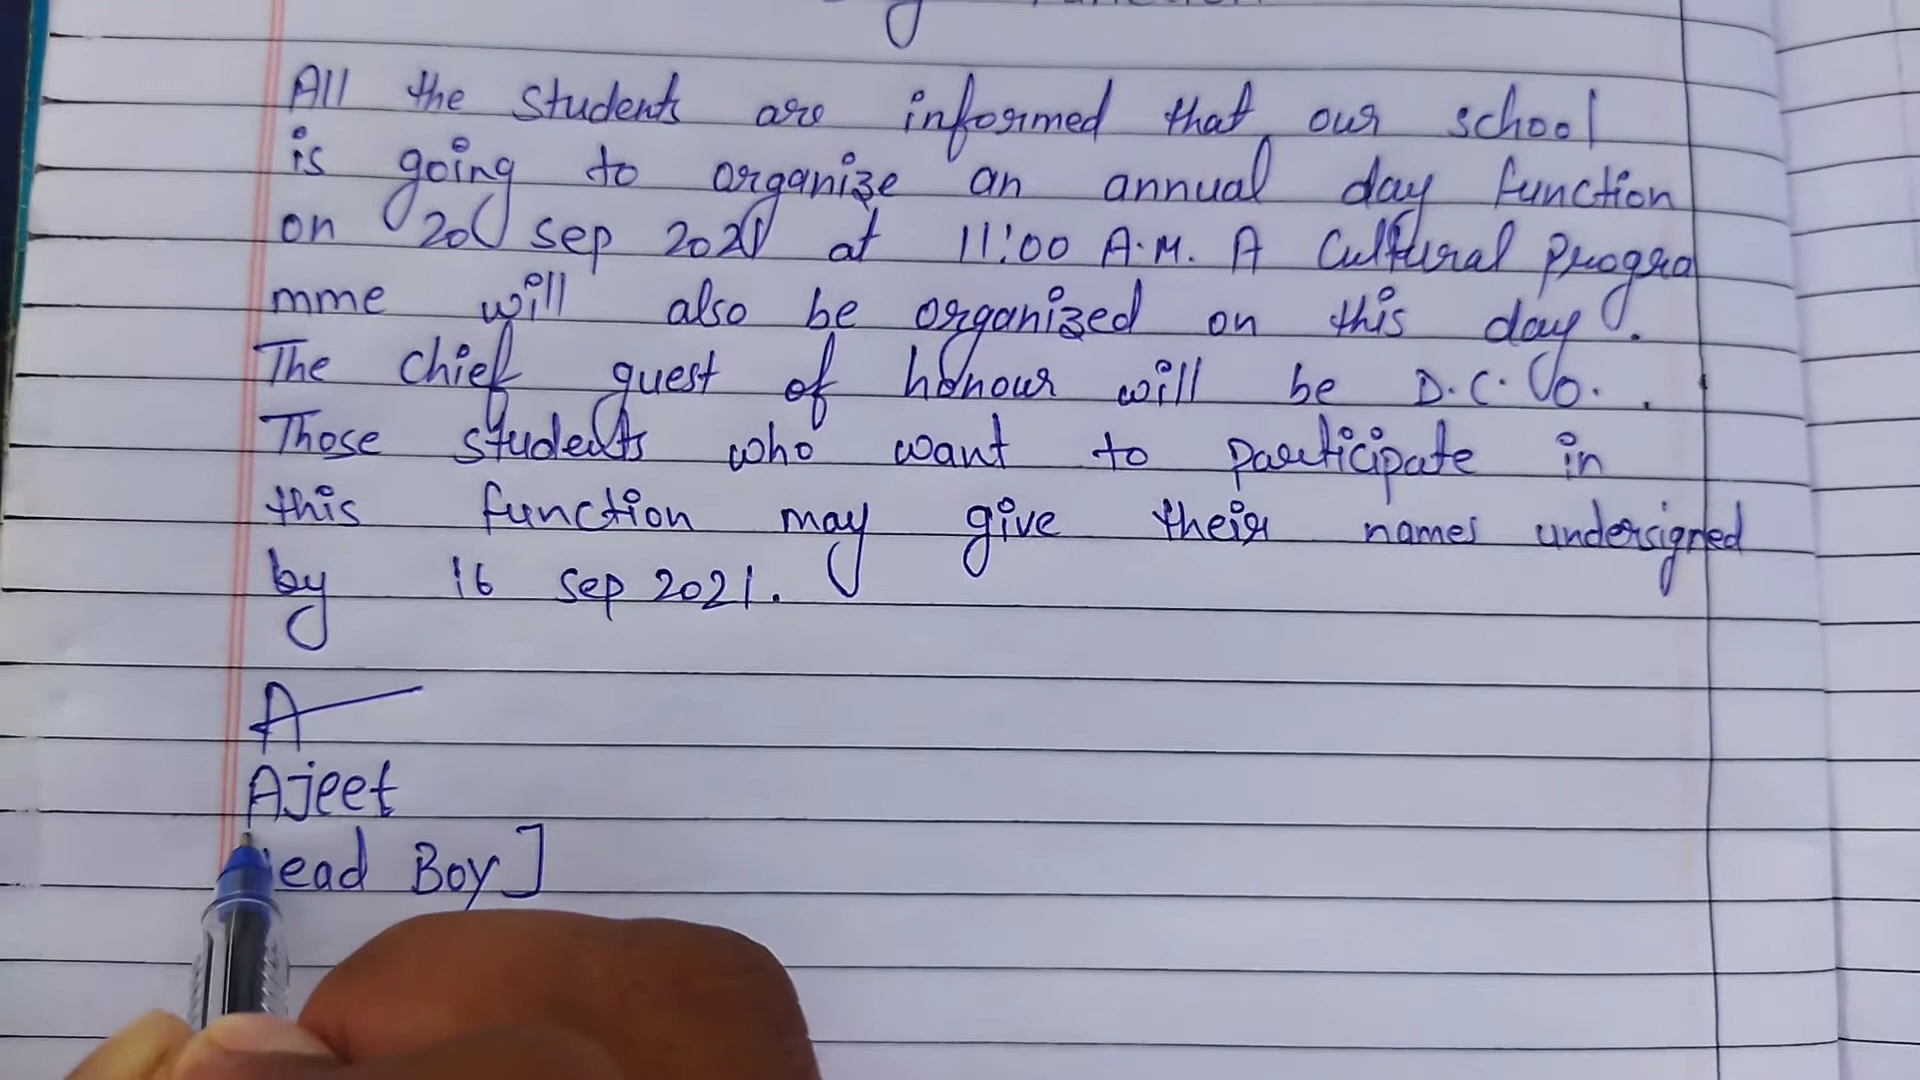 Function
All the students are informed that our school
is going to organize an annual day function
on 20 Sep 2021 at 11:00 A.M. A Cultural Progra
mme will also be organized on this day.
The Chief guest of honour will be D.C. Vo.
Those students who want to participate in
this function may give their names undersigned
by 16 Sep 2021.
A
Ajeet
ead Boy]